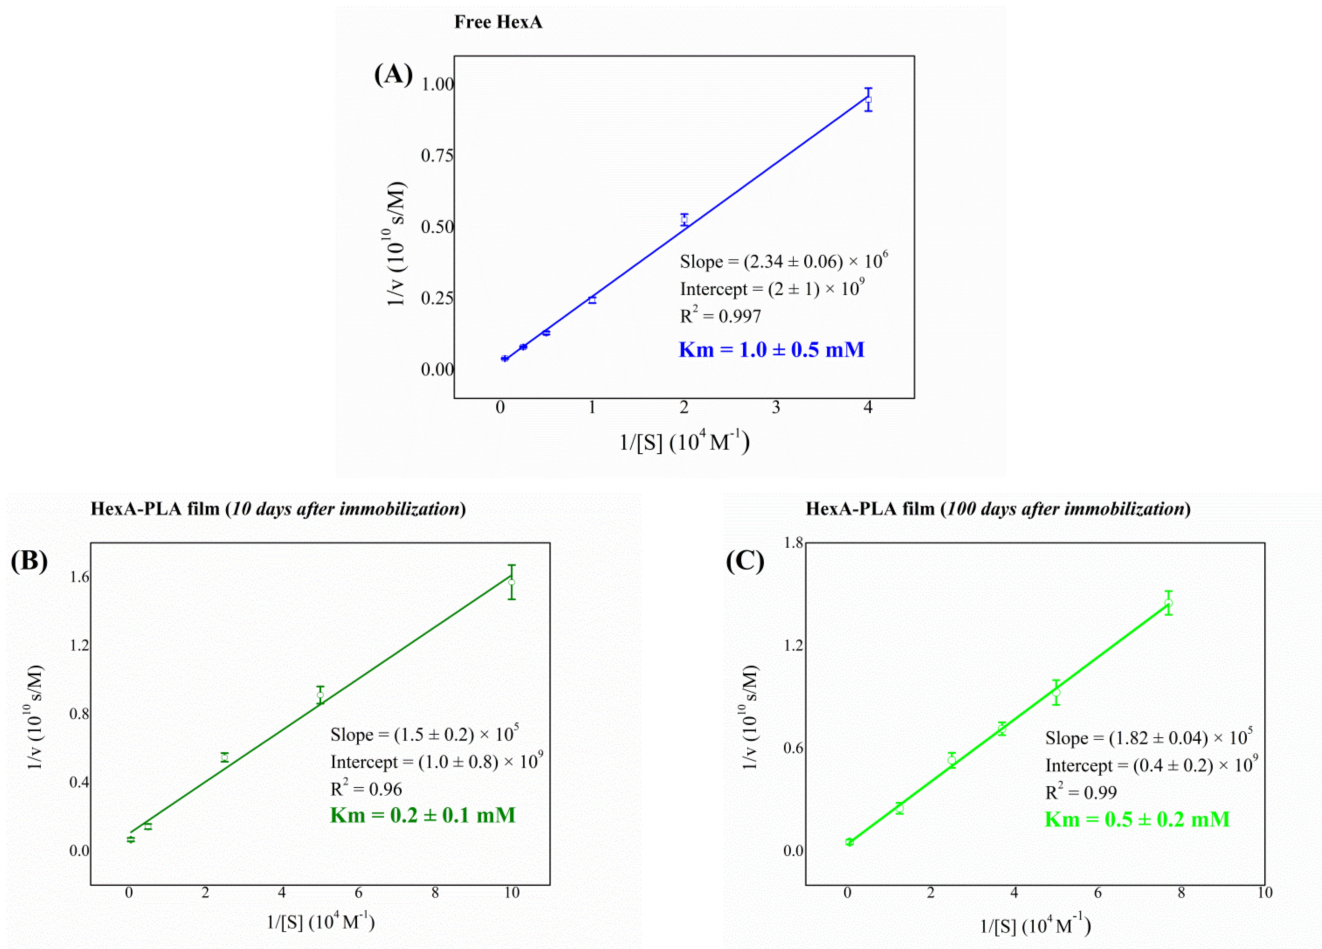 Free HexA
(A)
1.00
0.75
0.50
0.25
0.00
1/v (10^10 s/M)
Slope = (2.34 ± 0.06) × 10^6
Intercept = (2 ± 1) × 10^9
R^2 = 0.997
Km = 1.0 ± 0.5 mM
0 1 2 3 4
1/[S] (10^4 M^-1)
HexA-PLA film (10 days after immobilization)
(B)
1.6
1.2
0.8
0.4
0.0
1/v (10^10 s/M)
Slope = (1.5 ± 0.2) × 10^5
Intercept = (1.0 ± 0.8) × 10^9
R^2 = 0.96
Km = 0.2 ± 0.1 mM
0 2 4 6 8 10
1/[S] (10^4 M^-1)
HexA-PLA film (100 days after immobilization)
(C)
1.8
1.2
0.6
0.0
1/v (10^10 s/M)
Slope = (1.82 ± 0.04) × 10^5
Intercept = (0.4 ± 0.2) × 10^9
R^2 = 0.99
Km = 0.5 ± 0.2 mM
0 2 4 6 8 10
1/[S] (10^4 M^-1)